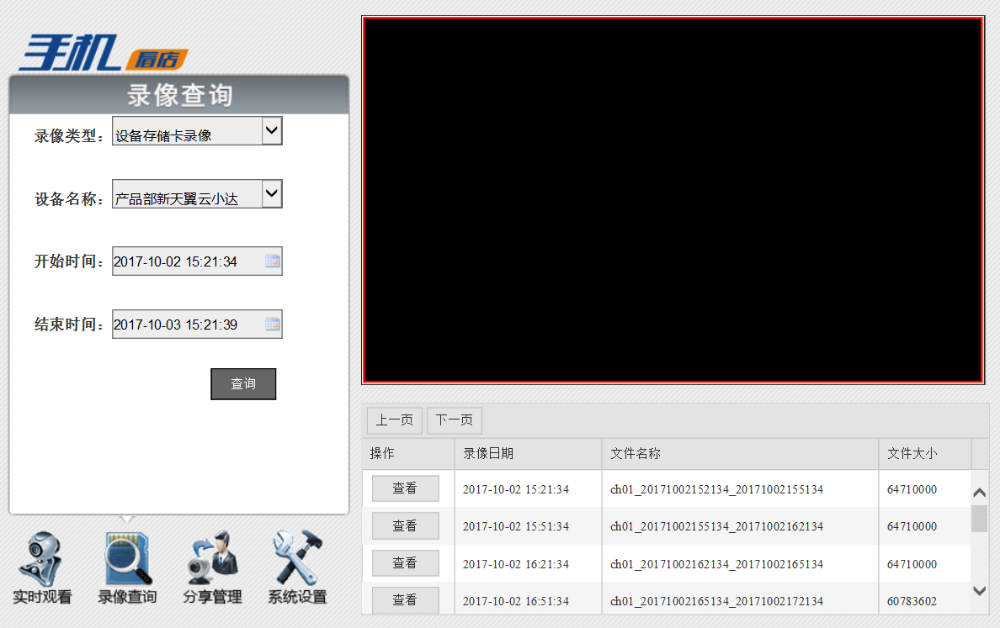 手机 看店
录像查询
录像类型： 设备存储卡录像
设备名称： 产品部新天翼云小达
开始时间： 2017-10-02 15:21:34
结束时间： 2017-10-03 15:21:39
查询
实时观看 录像查询 分享管理 系统设置
上一页 下一页
操作 录像日期 文件名称 文件大小
查看 2017-10-02 15:21:34 ch01_20171002152134_20171002155134 64710000
查看 2017-10-02 15:51:34 ch01_20171002155134_20171002162134 64710000
查看 2017-10-02 16:21:34 ch01_20171002162134_20171002165134 64710000
查看 2017-10-02 16:51:34 ch01_20171002165134_20171002172134 60783602